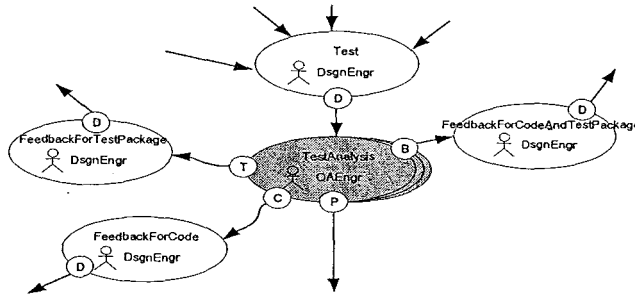 Test
DsgnEngr
D
D
FeedbackForTestPackage
DsgnEngr
D
FeedbackForCodeAndTestPackage
DsgnEngr
B
TestAnalysis
QAEngr
T
C
P
FeedbackForCode
DsgnEngr
D